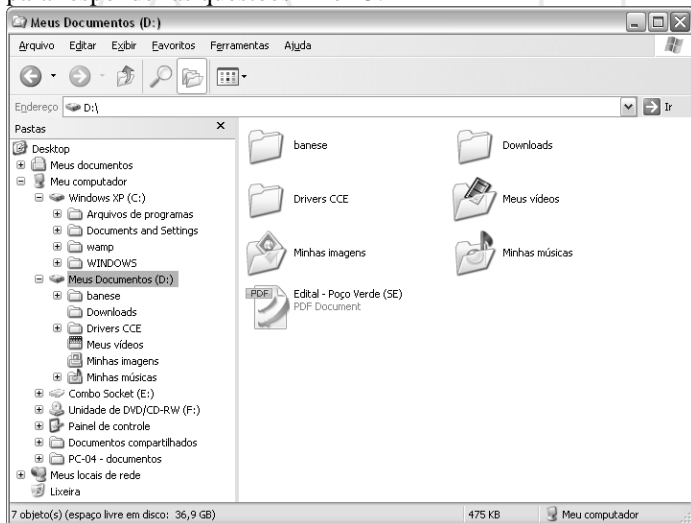 Meus Documentos (D:)
Arquivo Editar Exibir Favoritos Ferramentas Ajuda
Endereço D:\ Ir
Pastas x
Desktop
Meus documentos
Meu computador
Windows XP (C:)
Arquivos de programas
Documents and Settings
wamp
WINDOWS
Meus Documentos (D:)
banese
Downloads
Drivers CCE
Meus vídeos
Minhas imagens
Minhas músicas
Combo Socket (E:)
Unidade de DVD/CD-RW (F:)
Painel de controle
Documentos compartilhados
PC-04 - documentos
Meus locais de rede
Lixeira
banese Downloads
Drivers CCE Meus vídeos
Minhas imagens Minhas músicas
PDF Edital - Poço Verde (SE)
PDF Document
7 objeto(s) (espaço livre em disco: 36,9 GB) 475 KB Meu computador